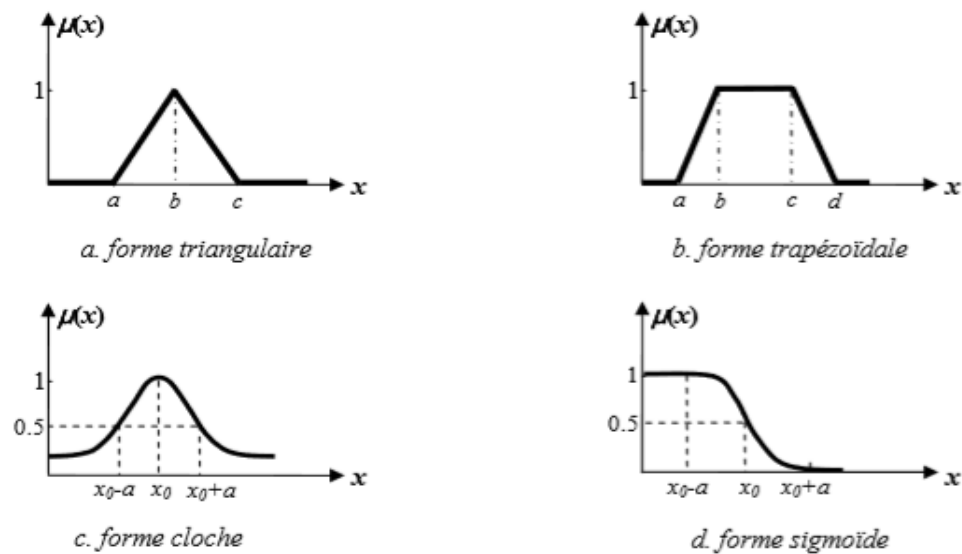 μ(x)
1
a b c
x
a. forme triangulaire
μ(x)
1
a b c d
x
b. forme trapézoïdale
μ(x)
1
0.5
x0-a x0 x0+a
x
c. forme cloche
μ(x)
1
0.5
x0-a x0 x0+a
x
d. forme sigmoïde